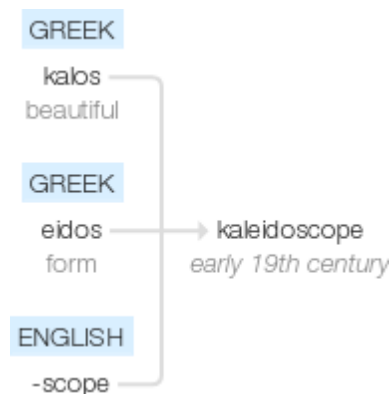 GREEK
kalos
beautiful
GREEK
eidos
form
kaleidoscope
early 19th century
ENGLISH
-scope